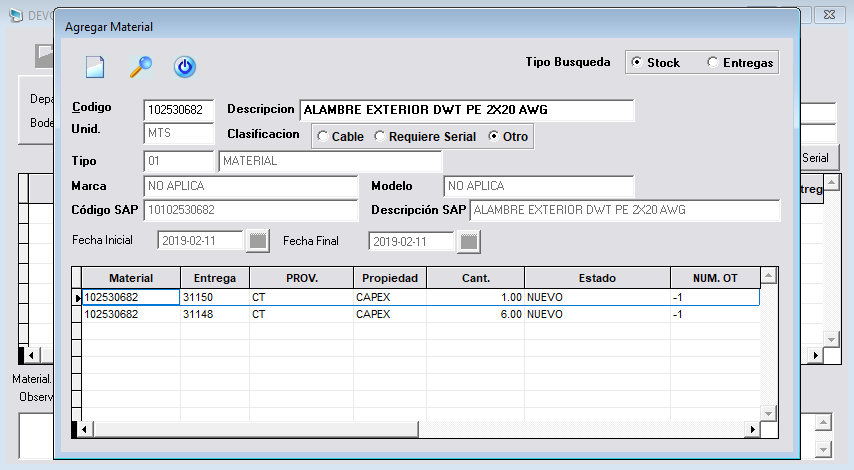 DEVO
Agregar Material
Tipo Busqueda
Stock
Entregas
Depa
Bode
Codigo
102530682
Descripcion
ALAMBRE EXTERIOR DWT PE 2X20 AWG
Unid.
MTS
Clasificacion
Cable
Requiere Serial
Otro
Serial
Tipo
01
MATERIAL
Marca
NO APLICA
Modelo
NO APLICA
treg
Código SAP
10102530682
Descripción SAP
ALAMBRE EXTERIOR DWT PE 2X20 AWG
Fecha Inicial
2019-02-11
Fecha Final
2019-02-11
Material Entrega PROV. Propiedad Cant. Estado NUM. OT
102530682 31150 CT CAPEX 1.00 NUEVO -1
102530682 31148 CT CAPEX 6.00 NUEVO -1
Material.
Observ